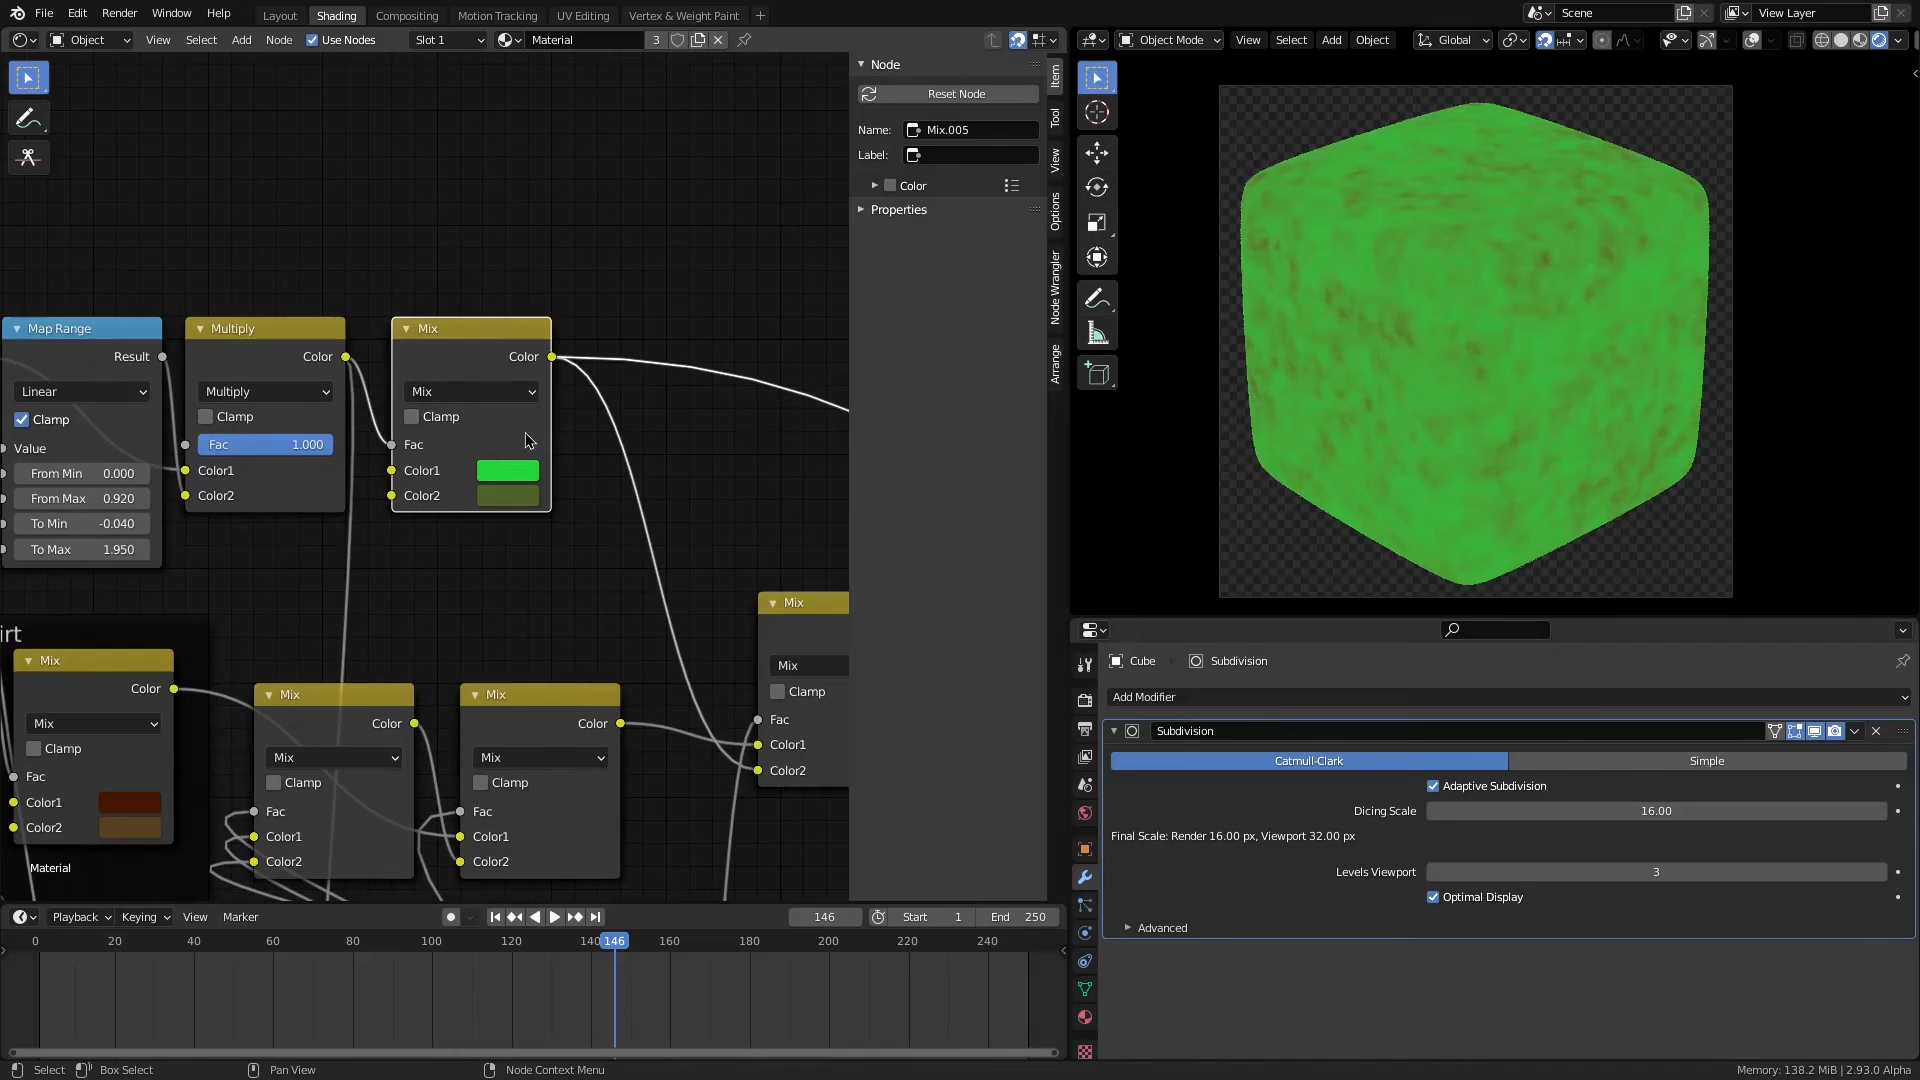 File Edit Render Window Help
Layout Shading Compositing Motion Tracking UV Editing Vertex & Weight Paint
Scene View Layer
Object View Select Add Node Use Nodes Slot 1 Material 3
Object Mode View Select Add Object Global
Node
Reset Node
Name: Mix.005
Label:
Color
Properties
Item
Tool
View
Options
Node Wrangler
Arrange
Map Range
Result
Linear
Clamp
Value
From Min 0.000
From Max 0.920
To Min -0.040
To Max 1.950
Multiply
Color
Multiply
Clamp
Fac 1.000
Color1
Color2
Mix
Color
Mix
Clamp
Fac
Color1
Color2
irt
Mix
Color
Mix
Clamp
Fac
Color1
Color2
Material
Mix
Color
Mix
Clamp
Fac
Color1
Color2
Mix
Color
Mix
Clamp
Fac
Color1
Color2
Mix
Mix
Clamp
Fac
Color1
Color2
Cube Subdivision
Add Modifier
Subdivision
Catmull-Clark Simple
Adaptive Subdivision
Dicing Scale 16.00
Final Scale: Render 16.00 px, Viewport 32.00 px
Levels Viewport 3
Optimal Display
Advanced
Playback Keying View Marker 146 Start 1 End 250
0 20 40 60 80 100 120 140 146 160 180 200 220 240
Select Box Select Pan View Node Context Menu Memory: 138.2 MiB | 2.93.0 Alpha